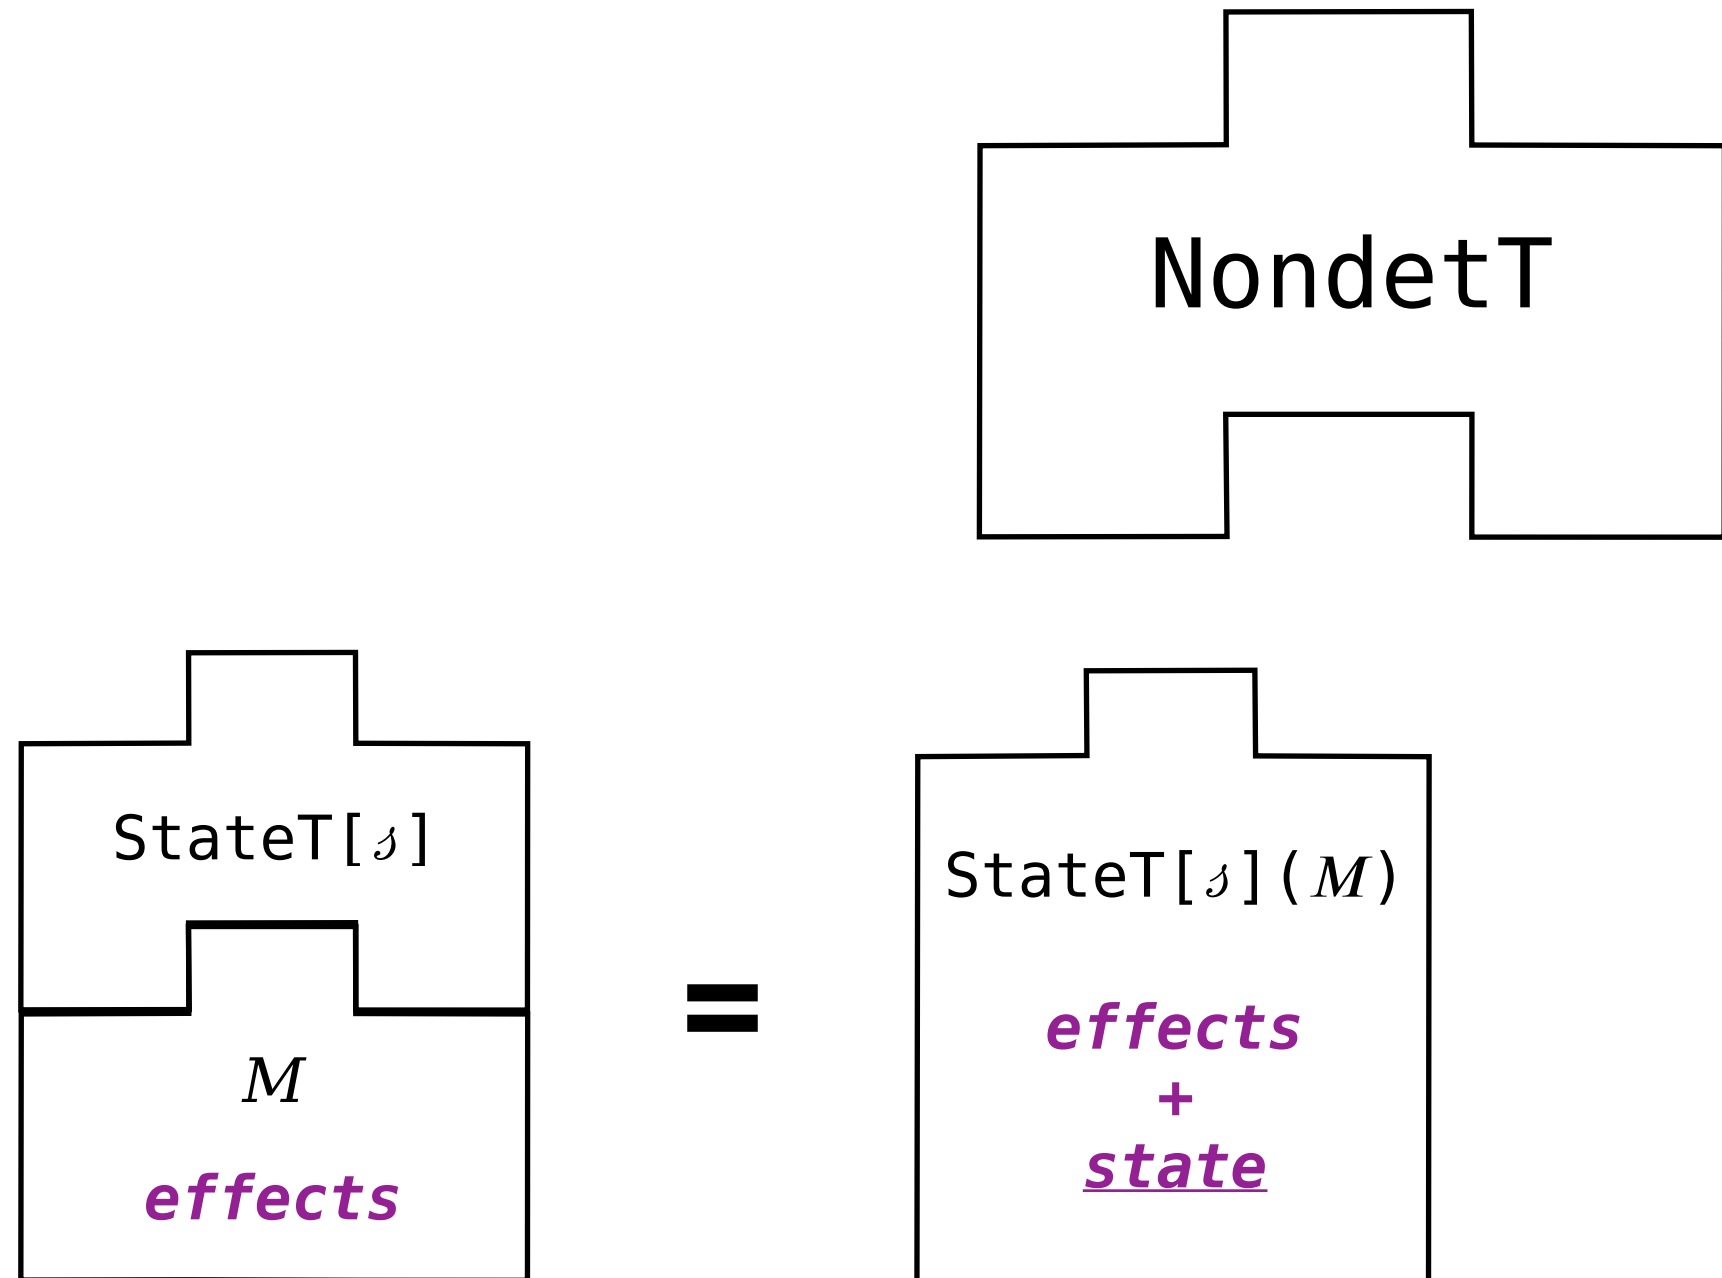 NondetT
StateT[𝓈]
M
effects
=
StateT[𝓈](M)
effects
+
state